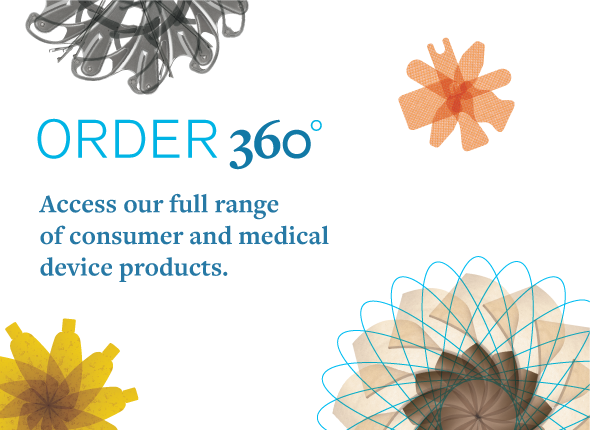 ORDER 360°
Access our full range
of consumer and medical
device products.